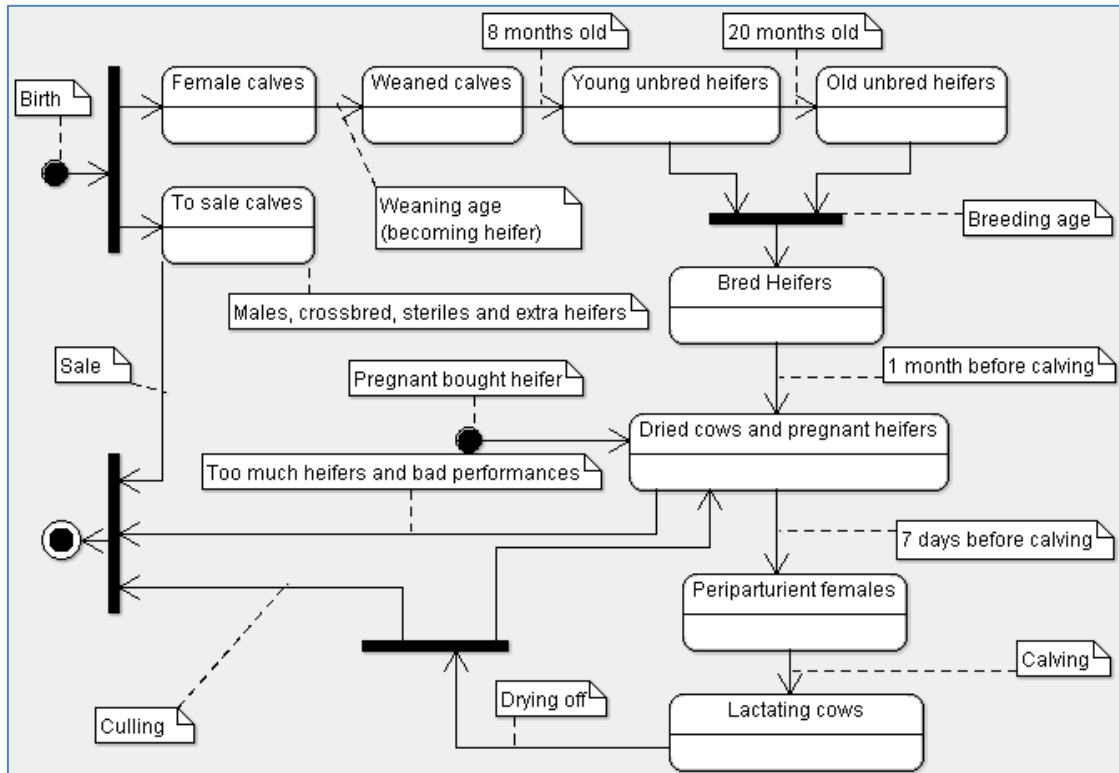 8 months old
20 months old
Birth
Female calves
Weaned calves
Young unbred heifers
Old unbred heifers
To sale calves
Weaning age
(becoming heifer)
Breeding age
Bred Heifers
Males, crossbred, steriles and extra heifers
Sale
Pregnant bought heifer
1 month before calving
Dried cows and pregnant heifers
Too much heifers and bad performances
7 days before calving
Periparturient females
Calving
Drying off
Lactating cows
Culling